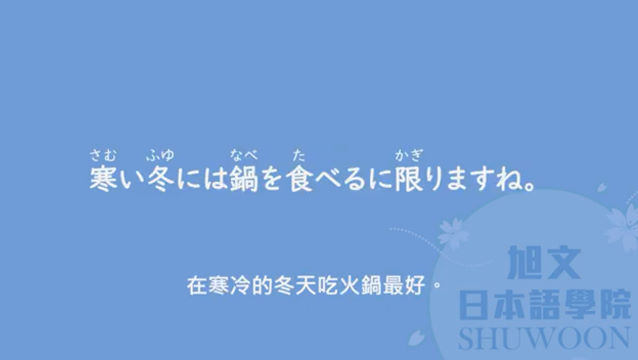 さむ ふゆ なべ た かぎ
寒い冬には鍋を食べるに限りますね。
在寒冷的冬天吃火鍋最好。
旭文
日本語學院
SHUWOON